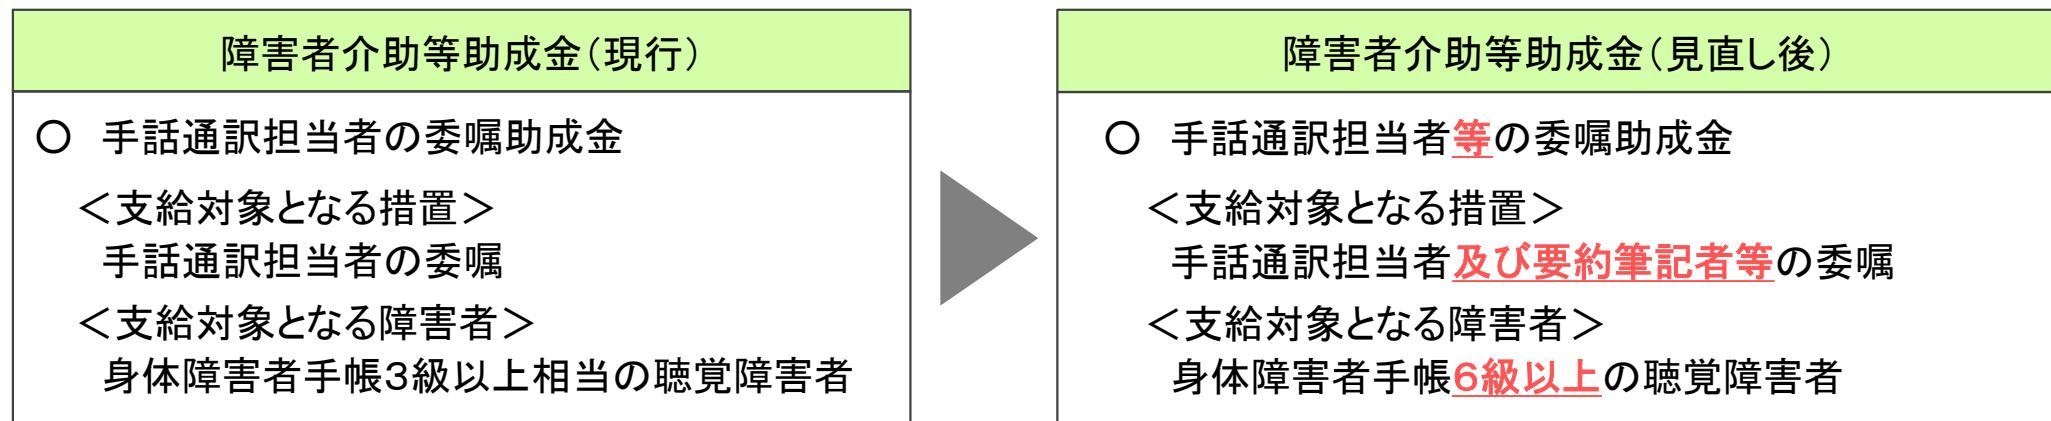 障害者介助等助成金（現行）
○　手話通訳担当者の委嘱助成金
＜支給対象となる措置＞
手話通訳担当者の委嘱
＜支給対象となる障害者＞
身体障害者手帳３級以上相当の聴覚障害者
障害者介助等助成金（見直し後）
○　手話通訳担当者等の委嘱助成金
＜支給対象となる措置＞
手話通訳担当者及び要約筆記者等の委嘱
＜支給対象となる障害者＞
身体障害者手帳６級以上の聴覚障害者